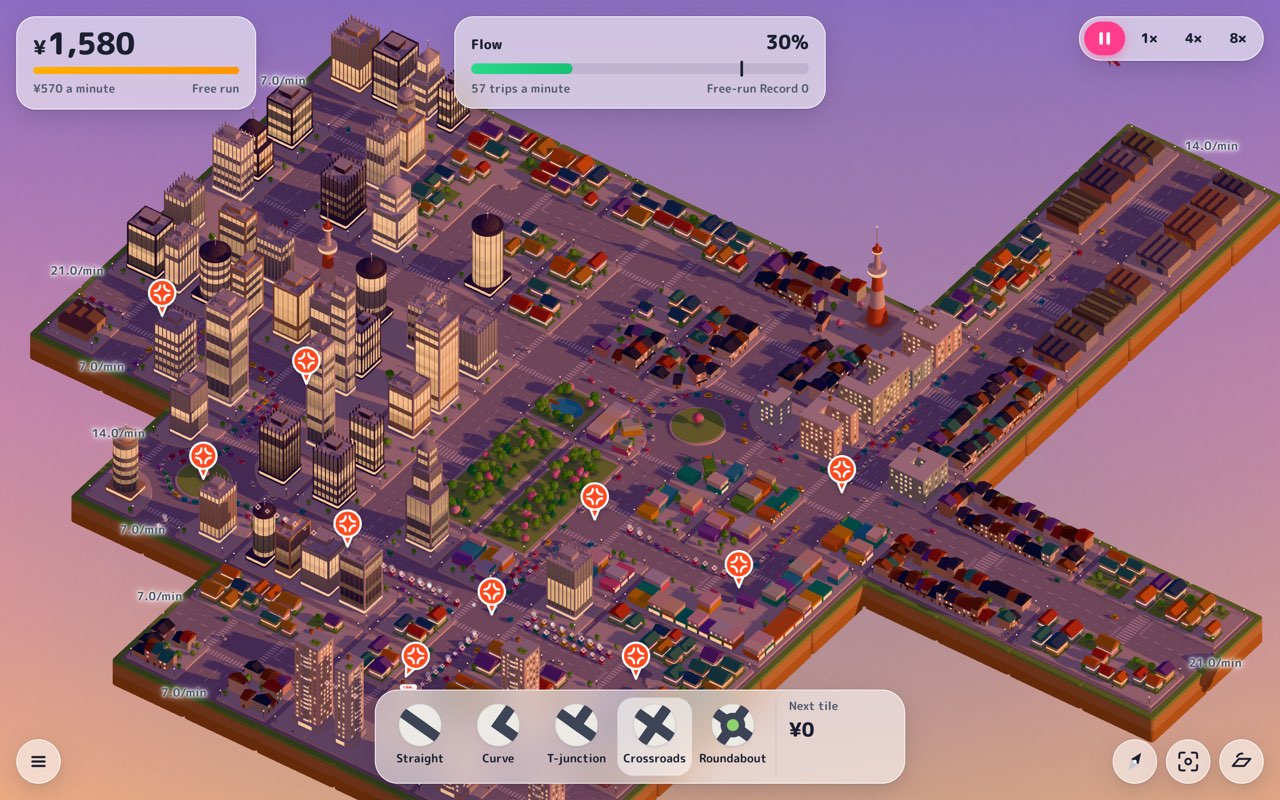 ¥1,580
¥570 a minute
Free run
Flow
30%
57 trips a minute
Free-run Record 0
1×
4×
8×
7.0/min
14.0/min
21.0/min
7.0/min
14.0/min
7.0/min
7.0/min
21.0/min
7.0/min
Straight
Curve
T-junction
Crossroads
Roundabout
Next tile
¥0